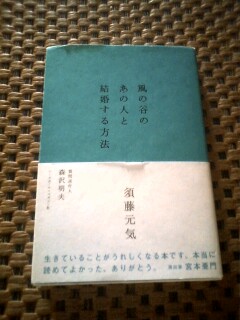 風の谷の
あの人と
結婚する方法
須藤元気
森沢明夫
生きていることがうれしくなる本です。本当に
読めてよかった。ありがとう。
宮本亜門